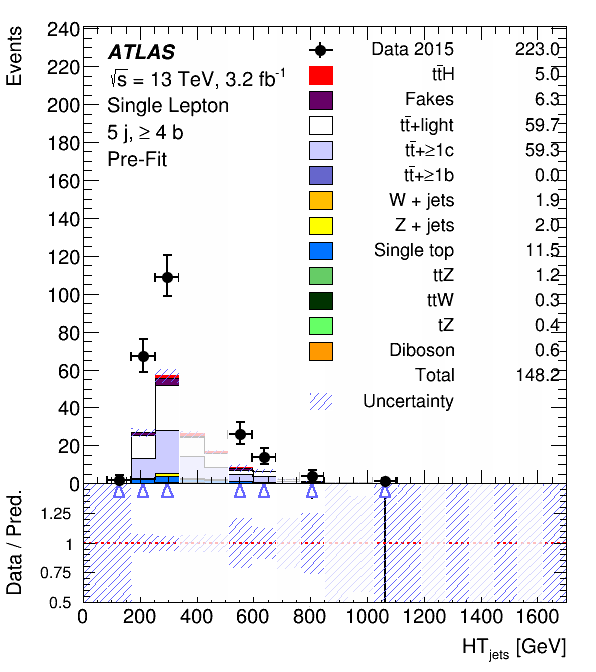 Events
240
220
200
180
160
140
120
100
80
60
40
20
0
ATLAS
√s = 13 TeV, 3.2 fb⁻¹
Single Lepton
5 j, ≥ 4 b
Pre-Fit
Data 2015 223.0
tt̄H 5.0
Fakes 6.3
tt̄+light 59.7
tt̄+≥1c 59.3
tt̄+≥1b 0.0
W + jets 1.9
Z + jets 2.0
Single top 11.5
ttZ 1.2
ttW 0.3
tZ 0.4
Diboson 0.6
Total 148.2
Uncertainty
Data / Pred.
1.25
1
0.75
0.5
0 200 400 600 800 1000 1200 1400 1600
HT_jets [GeV]